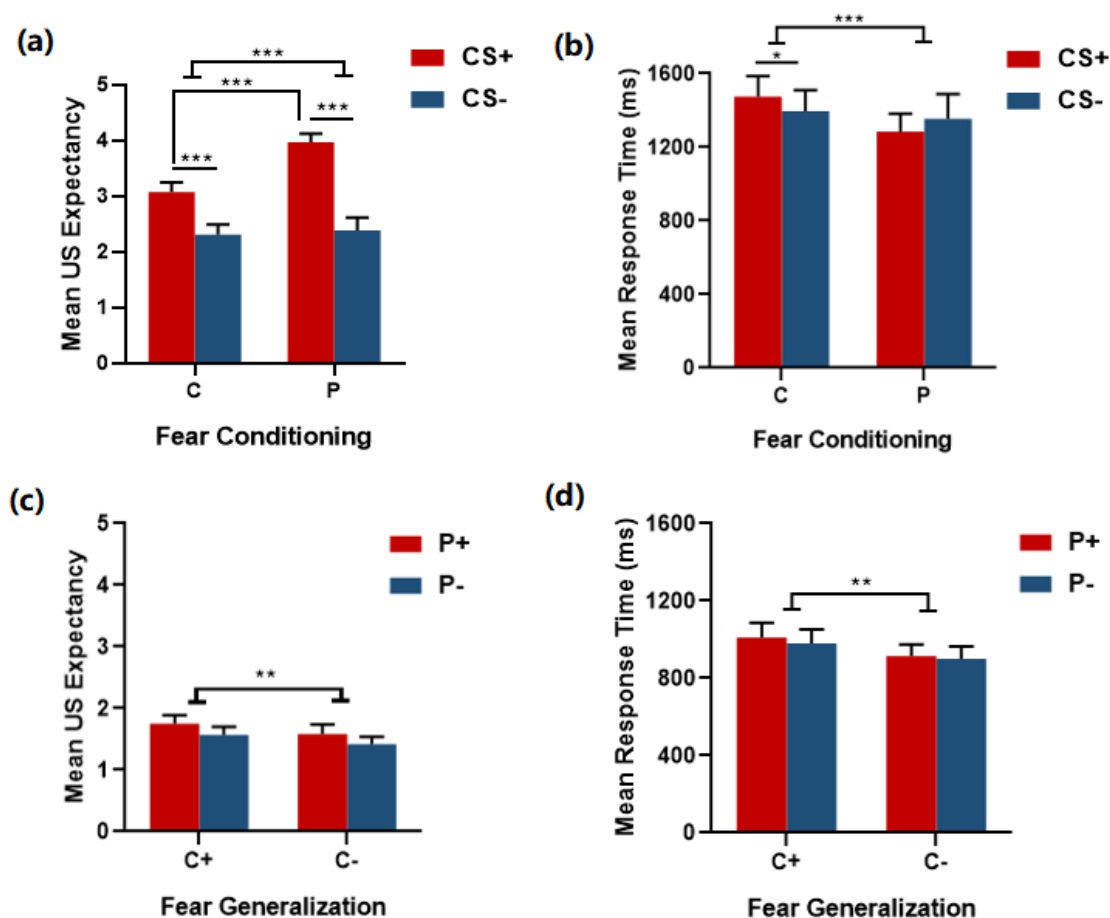 (a)
***
***
***
***
CS+
CS-
5
4
3
2
1
0
Mean US Expectancy
C
P
Fear Conditioning
(b)
***
*
CS+
CS-
1600
1200
800
400
0
Mean Response Time (ms)
C
P
Fear Conditioning
(c)
**
P+
P-
5
4
3
2
1
0
Mean US Expectancy
C+
C-
Fear Generalization
(d)
**
P+
P-
1600
1200
800
400
0
Mean Response Time (ms)
C+
C-
Fear Generalization